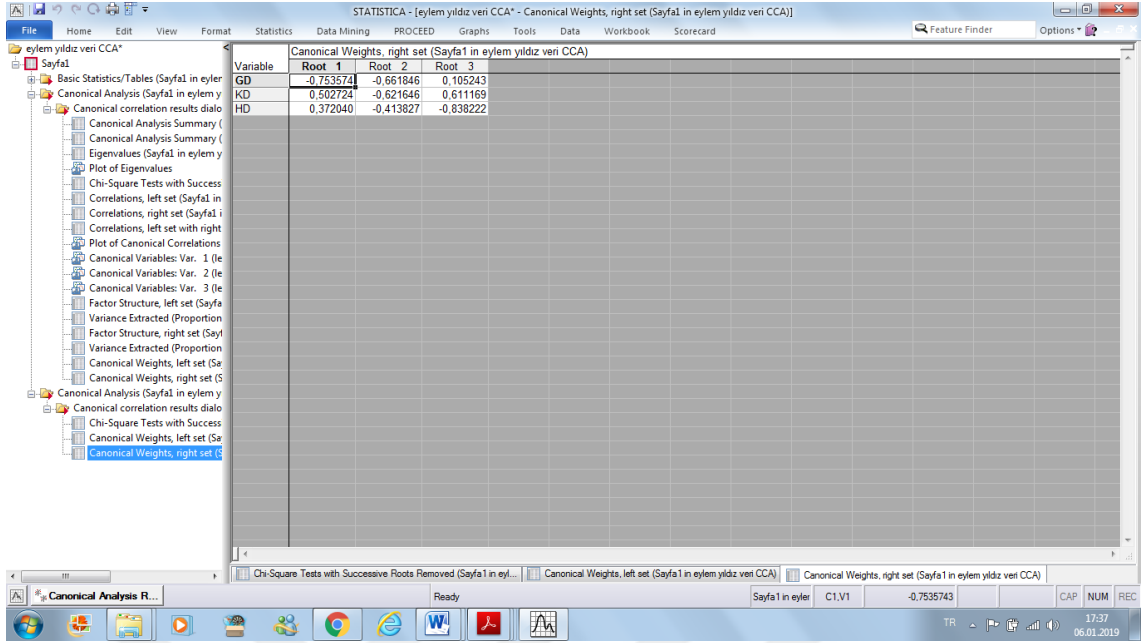 STATISTICA - [eylem yıldız veri CCA* - Canonical Weights, right set (Sayfa1 in eylem yıldız veri CCA)]
File Home Edit View Format Statistics Data Mining PROCEED Graphs Tools Data Workbook Scorecard Feature Finder Options
eylem yıldız veri CCA*
Sayfa1
Basic Statistics/Tables (Sayfa1 in eyler
Canonical Analysis (Sayfa1 in eylem y
Canonical correlation results dialo
Canonical Analysis Summary (
Canonical Analysis Summary (
Eigenvalues (Sayfa1 in eylem y
Plot of Eigenvalues
Chi-Square Tests with Success
Correlations, left set (Sayfa1 in
Correlations, right set (Sayfa1 i
Correlations, left set with right
Plot of Canonical Correlations
Canonical Variables: Var. 1 (le
Canonical Variables: Var. 2 (le
Canonical Variables: Var. 3 (le
Factor Structure, left set (Sayfa
Variance Extracted (Proportion
Factor Structure, right set (Sayf
Variance Extracted (Proportion
Canonical Weights, left set (Sa
Canonical Weights, right set (S
Canonical Analysis (Sayfa1 in eylem y
Canonical correlation results dialo
Chi-Square Tests with Success
Canonical Weights, left set (Sa
Canonical Weights, right set (S
Canonical Weights, right set (Sayfa1 in eylem yıldız veri CCA)
Variable Root 1 Root 2 Root 3
GD -0,753574 -0,661846 0,105243
KD 0,502724 -0,621646 0,611169
HD 0,372040 -0,413827 -0,838222
Chi-Square Tests with Successive Roots Removed (Sayfa1 in eyl... Canonical Weights, left set (Sayfa1 in eylem yıldız veri CCA) Canonical Weights, right set (Sayfa1 in eylem yıldız veri CCA)
Canonical Analysis R... Ready Sayfa1 in eyler C1,V1 -0,7535743 CAP NUM REC
TR 17:37
06.01.2019